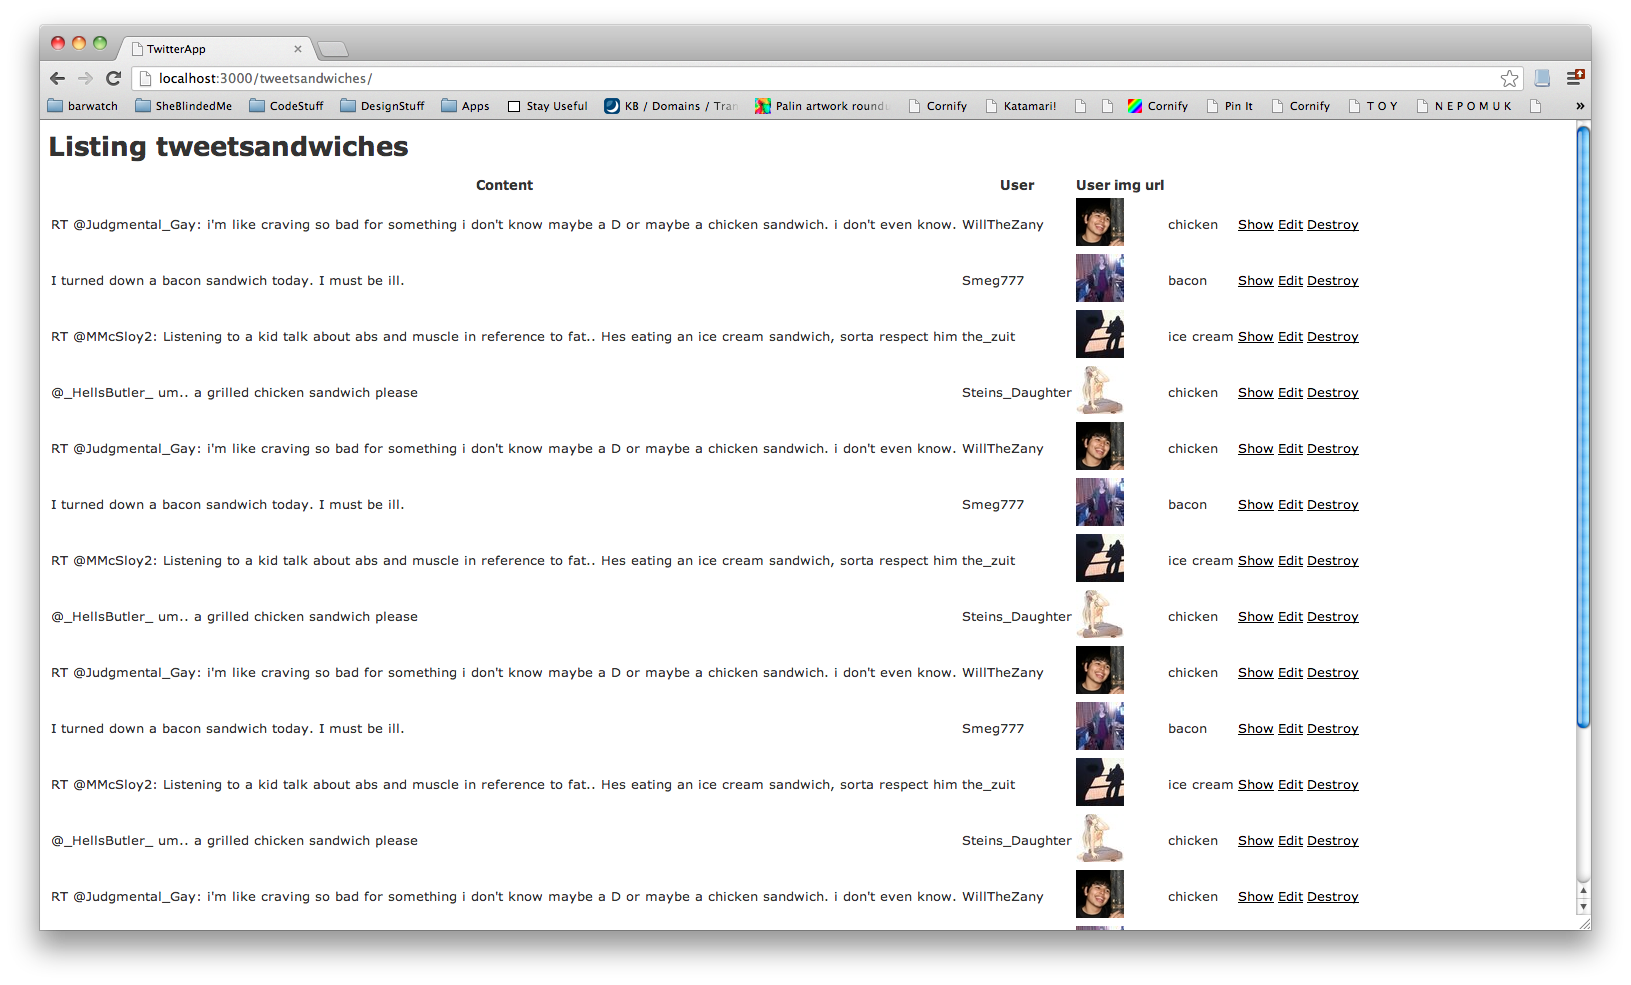 TwitterApp
localhost:3000/tweetsandwiches/
barwatch SheBlindedMe CodeStuff DesignStuff Apps Stay Useful KB / Domains / Tran Palin artwork round Cornify Katamari! Cornify Pin It Cornify T O Y N E P O M U K »
Listing tweetsandwiches
Content User User img url
RT @Judgmental_Gay: i'm like craving so bad for something i don't know maybe a D or maybe a chicken sandwich. i don't even know. WillTheZany chicken Show Edit Destroy
I turned down a bacon sandwich today. I must be ill. Smeg777 bacon Show Edit Destroy
RT @MMcSloy2: Listening to a kid talk about abs and muscle in reference to fat.. Hes eating an ice cream sandwich, sorta respect him the_zuit ice cream Show Edit Destroy
@_HellsButler_ um.. a grilled chicken sandwich please Steins_Daughter chicken Show Edit Destroy
RT @Judgmental_Gay: i'm like craving so bad for something i don't know maybe a D or maybe a chicken sandwich. i don't even know. WillTheZany chicken Show Edit Destroy
I turned down a bacon sandwich today. I must be ill. Smeg777 bacon Show Edit Destroy
RT @MMcSloy2: Listening to a kid talk about abs and muscle in reference to fat.. Hes eating an ice cream sandwich, sorta respect him the_zuit ice cream Show Edit Destroy
@_HellsButler_ um.. a grilled chicken sandwich please Steins_Daughter chicken Show Edit Destroy
RT @Judgmental_Gay: i'm like craving so bad for something i don't know maybe a D or maybe a chicken sandwich. i don't even know. WillTheZany chicken Show Edit Destroy
I turned down a bacon sandwich today. I must be ill. Smeg777 bacon Show Edit Destroy
RT @MMcSloy2: Listening to a kid talk about abs and muscle in reference to fat.. Hes eating an ice cream sandwich, sorta respect him the_zuit ice cream Show Edit Destroy
@_HellsButler_ um.. a grilled chicken sandwich please Steins_Daughter chicken Show Edit Destroy
RT @Judgmental_Gay: i'm like craving so bad for something i don't know maybe a D or maybe a chicken sandwich. i don't even know. WillTheZany chicken Show Edit Destroy